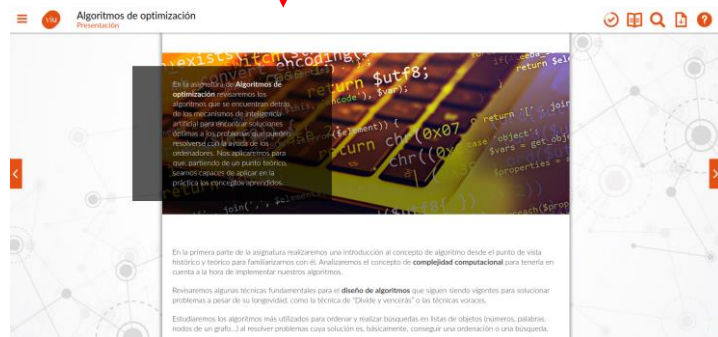 viu
Algoritmos de optimización
Presentación
En la asignatura de Algoritmos de
optimización revisaremos los
algoritmos que se encuentran detrás
de los mecanismos de inteligencia
artificial para encontrar soluciones
óptimas a los problemas que pueden
resolverse con la ayuda de los
ordenadores. Nos aplicaremos para
que, partiendo de un punto teórico,
seamos capaces de aplicar en la
práctica los conceptos aprendidos.
return $utf8;
En la primera parte de la asignatura realizaremos una introducción al concepto de algoritmo desde el punto de vista
histórico y teórico para familiarizarnos con él. Analizaremos el concepto de complejidad computacional para tenerla en
cuenta a la hora de implementar nuestros algoritmos.
Revisaremos algunas técnicas fundamentales para el diseño de algoritmos que siguen siendo vigentes para solucionar
problemas a pesar de su longevidad, como la técnica de "Divide y vencerás" o las técnicas voraces.
Estudiaremos los algoritmos más utilizados para ordenar y realizar búsquedas en listas de objetos (números, palabras,
nodos de un grafo...) al resolver problemas cuya solución es, básicamente, conseguir una ordenación o una búsqueda.